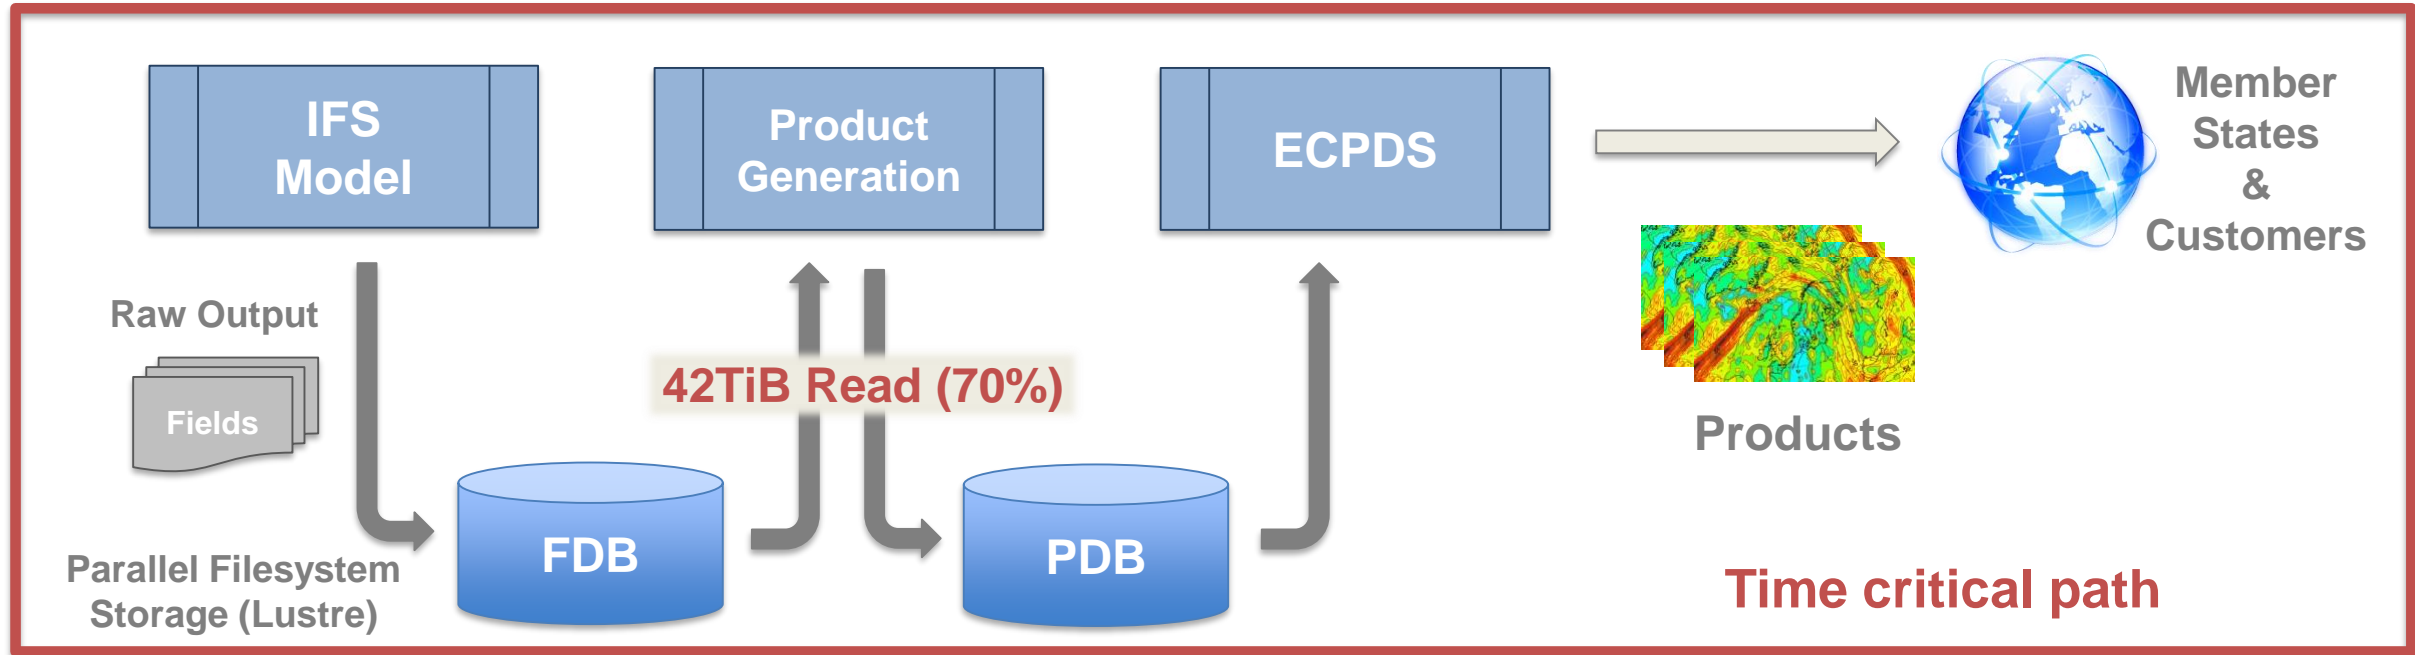 IFS
Model
Product
Generation
ECPDS
Member
States
&
Customers
Raw Output
Fields
42TiB Read (70%)
Products
FDB
PDB
Parallel Filesystem
Storage (Lustre)
Time critical path